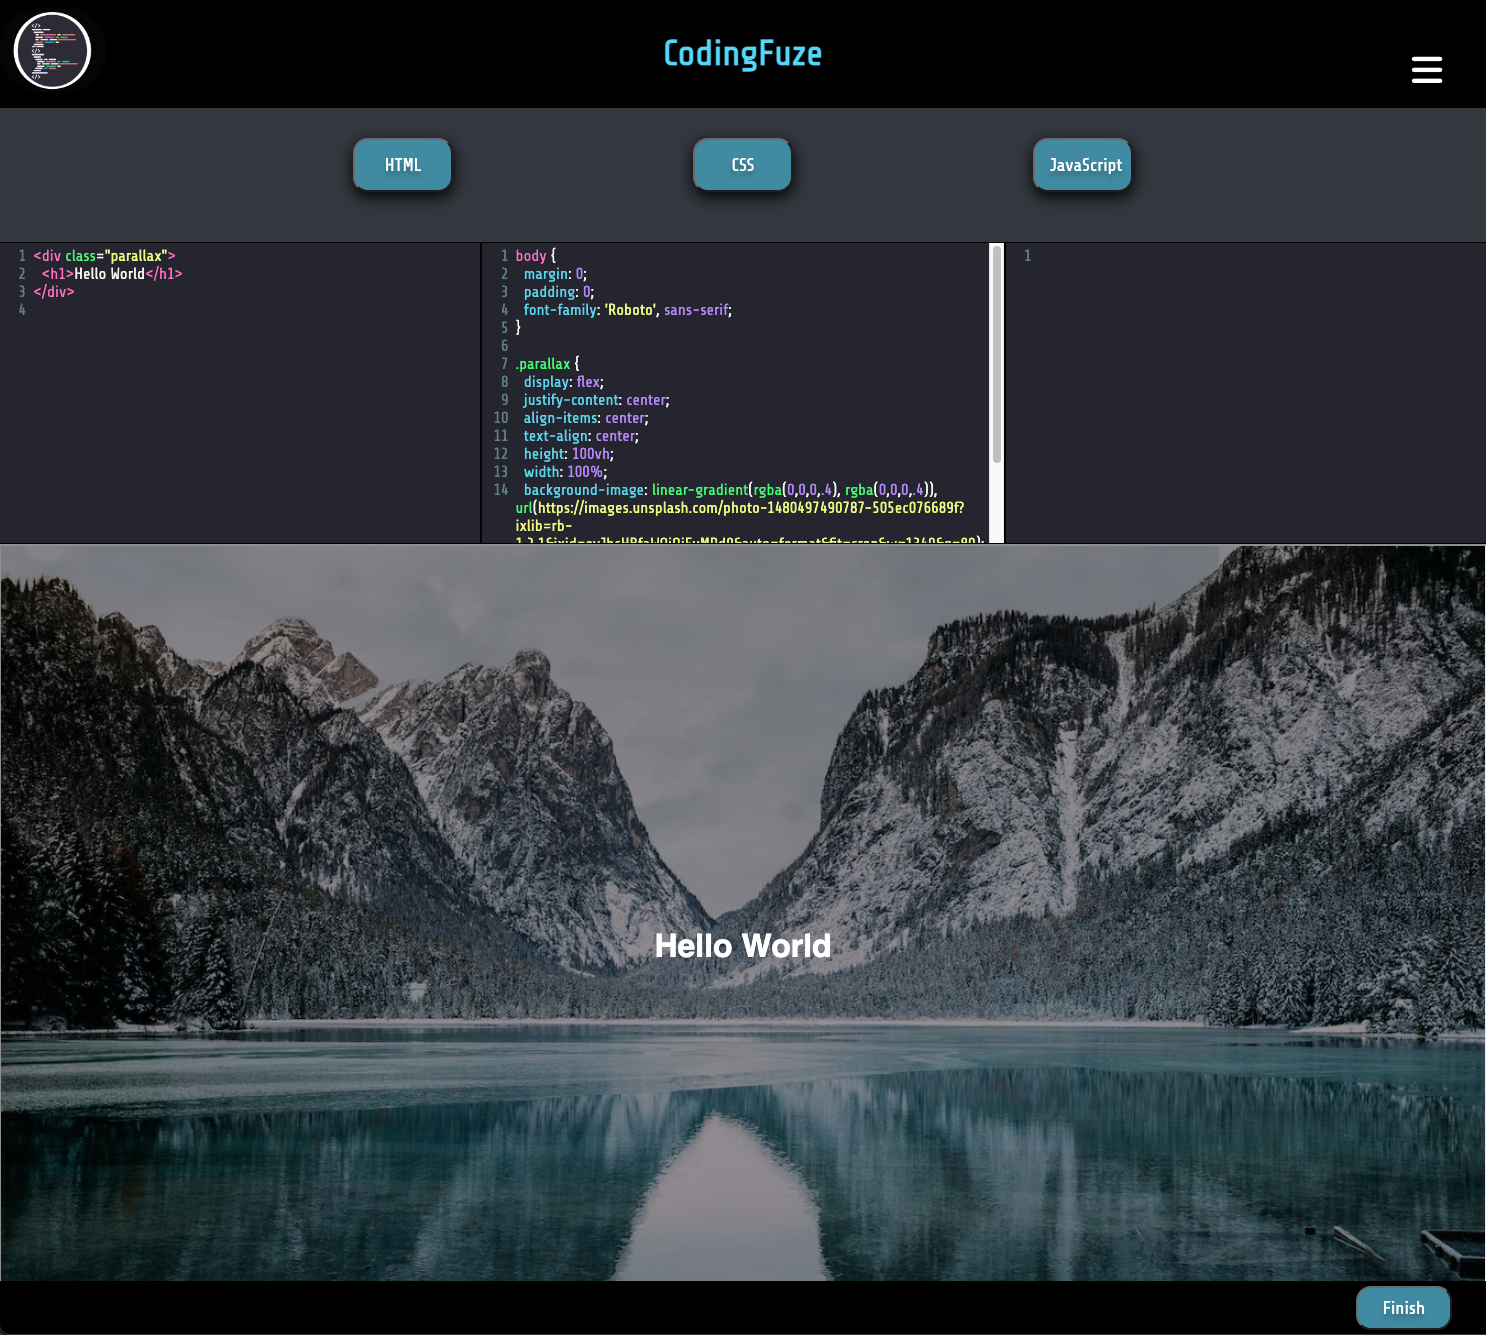 CodingFuze
HTML
CSS
JavaScript
1 <div class="parallax">
2   <h1>Hello World</h1>
3 </div>
4
1 body {
2   margin: 0;
3   padding: 0;
4   font-family: 'Roboto', sans-serif;
5 }
6
7 .parallax {
8   display: flex;
9   justify-content: center;
10   align-items: center;
11   text-align: center;
12   height: 100vh;
13   width: 100%;
14   background-image: linear-gradient(rgba(0,0,0,.4), rgba(0,0,0,.4)),
url(https://images.unsplash.com/photo-1480497490787-505ec076689f?
ixlib=rb-
1
Hello World
Finish